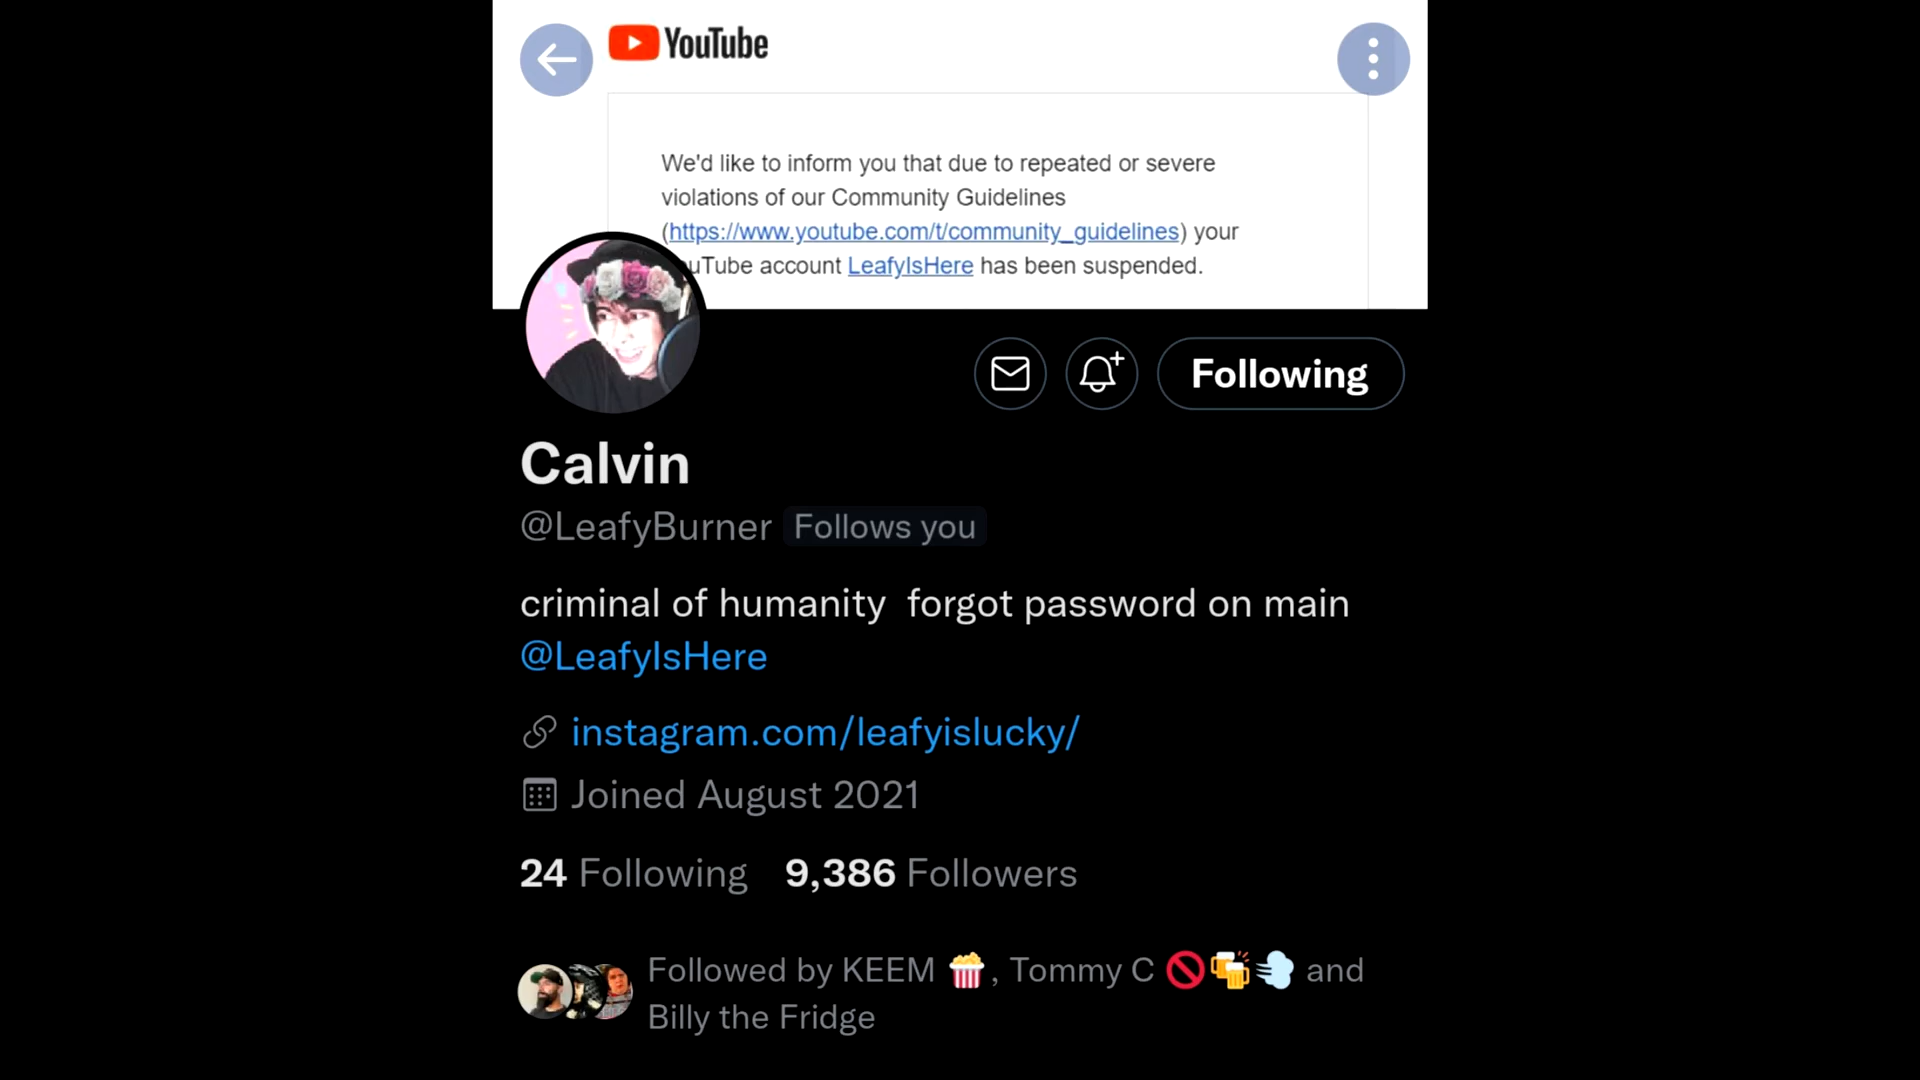 YouTube
We'd like to inform you that due to repeated or severe
violations of our Community Guidelines
(https://www.youtube.com/t/community_guidelines) your
uTube account LeafyIsHere has been suspended.
Following
Calvin
@LeafyBurner Follows you
criminal of humanity  forgot password on main
@LeafyIsHere
instagram.com/leafyislucky/
Joined August 2021
24 Following 9,386 Followers
Followed by KEEM 🍿, Tommy C 🚫🍻💨 and
Billy the Fridge